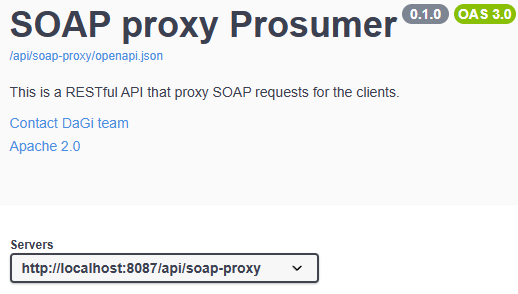 SOAP proxy Prosumer 0.1.0 OAS 3.0
/api/soap-proxy/openapi.json
This is a RESTful API that proxy SOAP requests for the clients.
Contact DaGi team
Apache 2.0
Servers
http://localhost:8087/api/soap-proxy